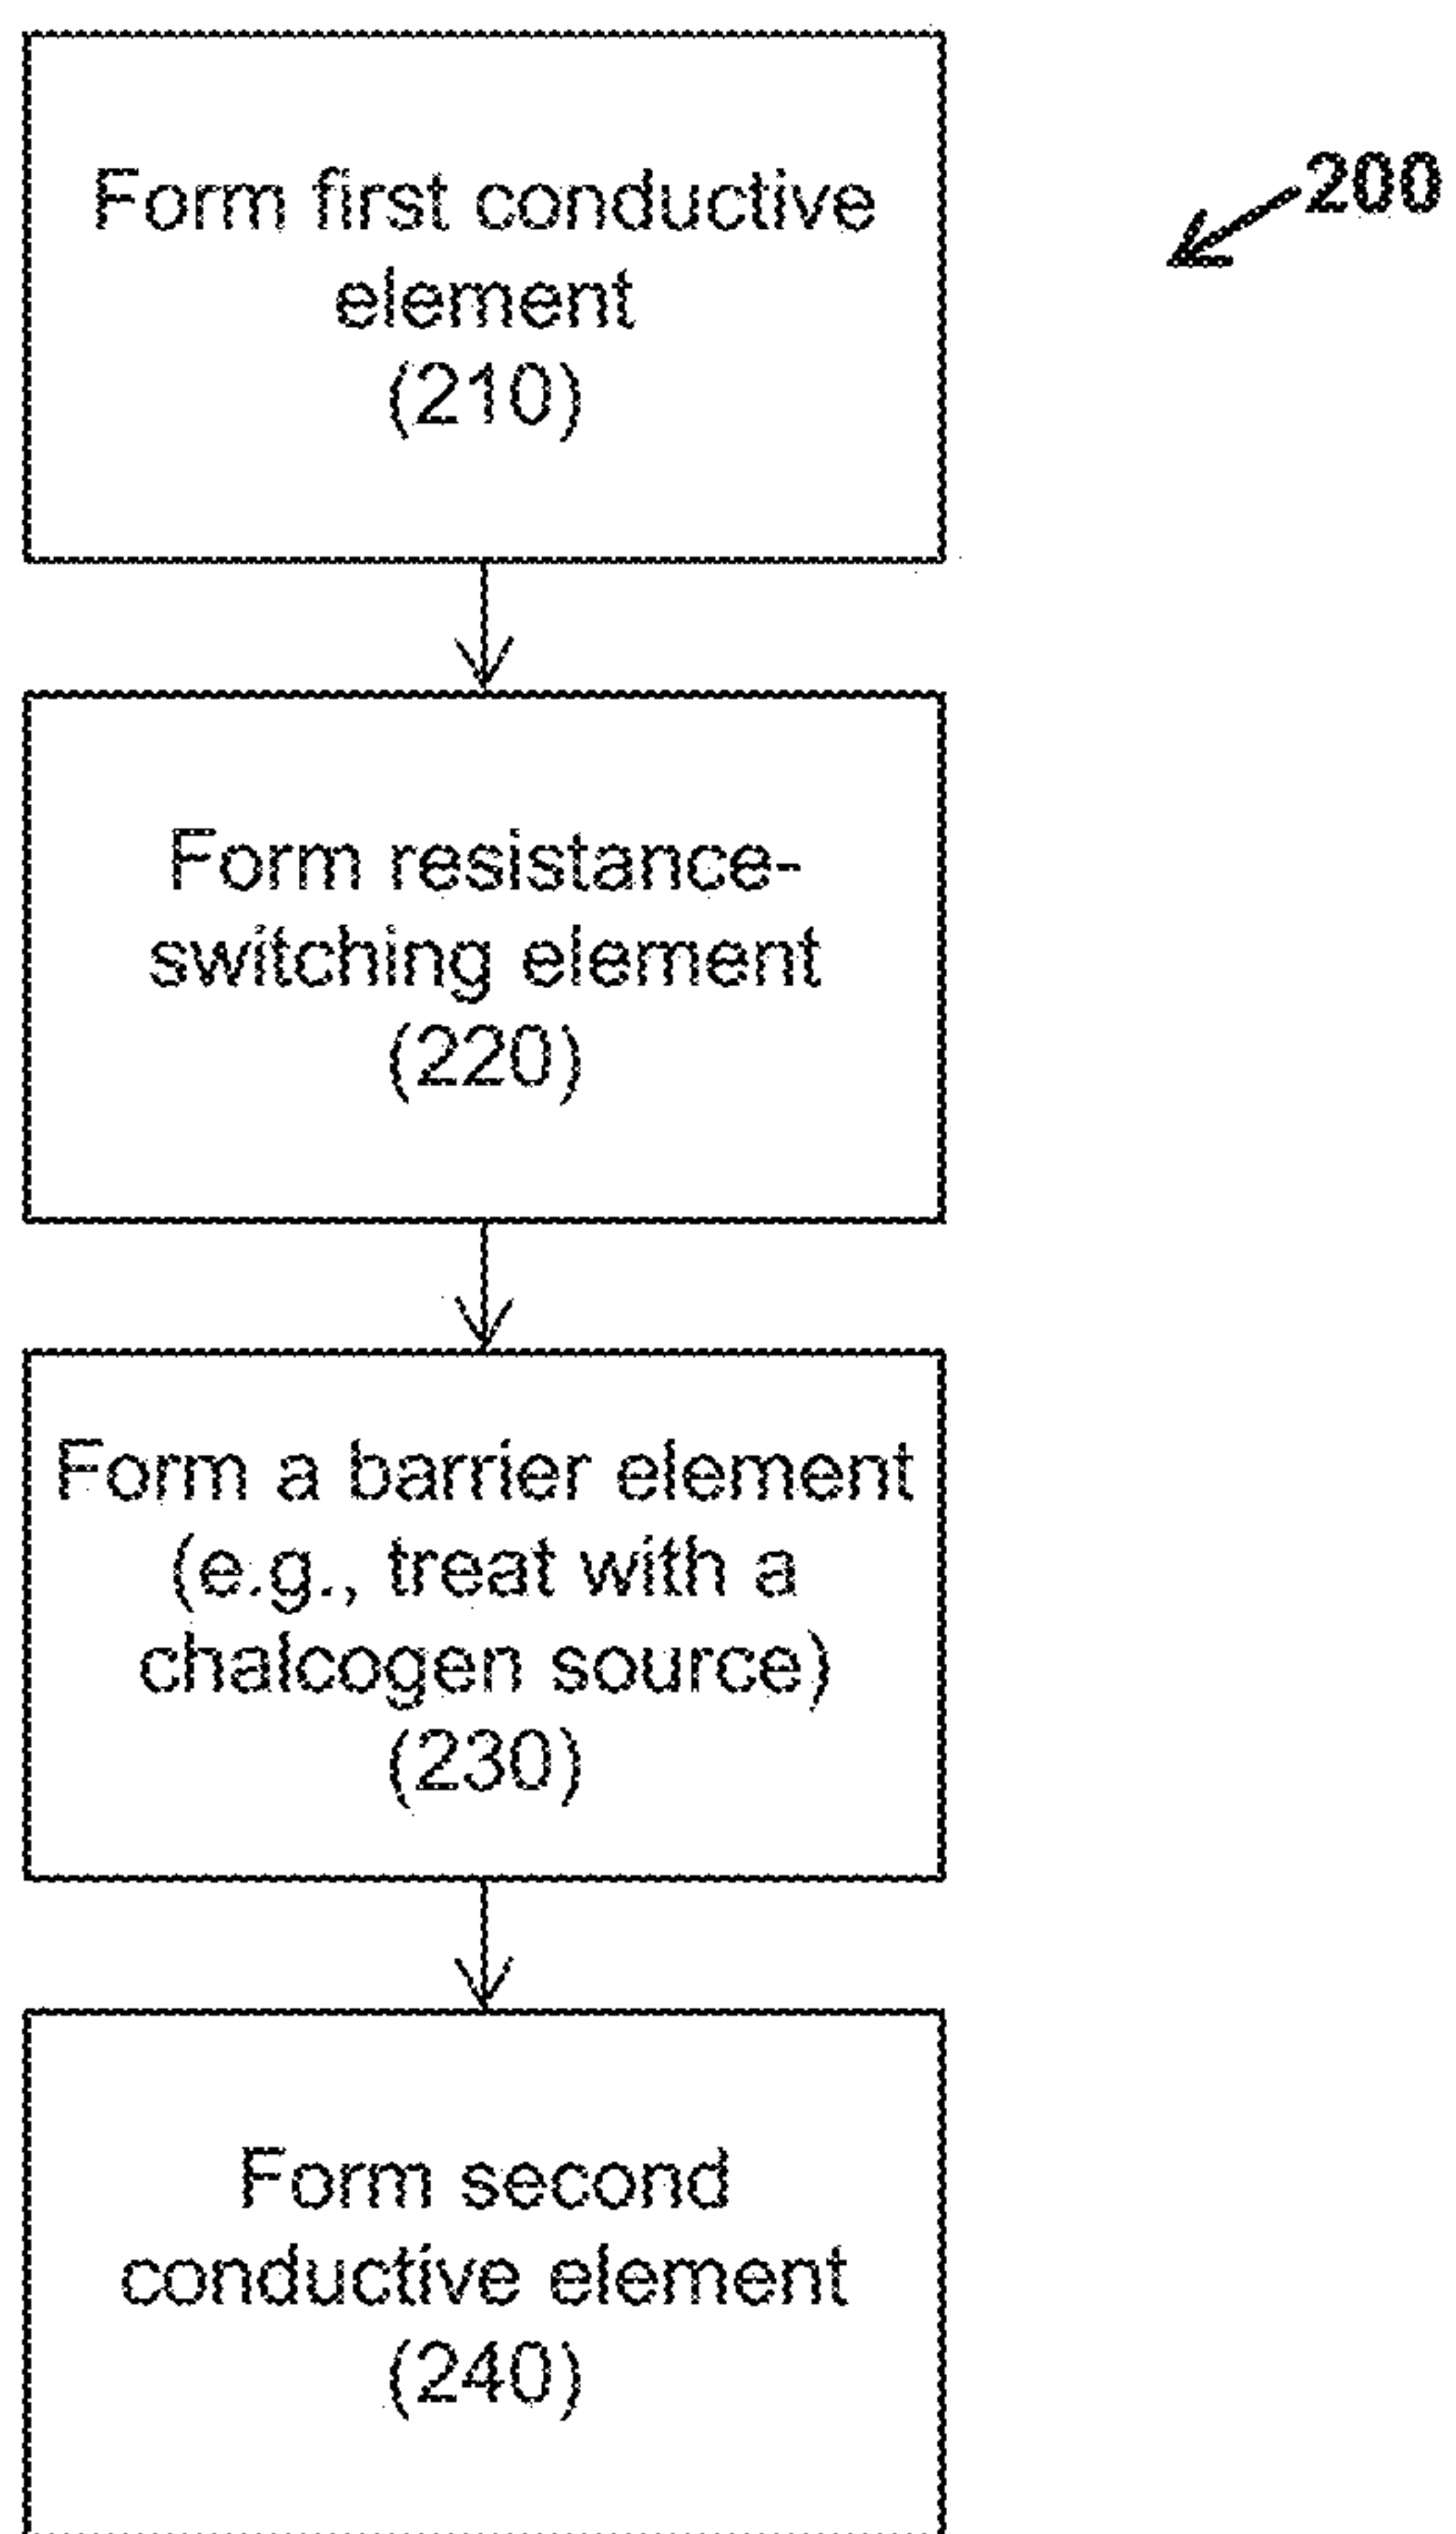 Form first conductive
element
(210)
200
Form resistance-
switching element
(220)
Form a barrier element
(e.g., treat with a
chalcogen source)
(230)
Form second
conductive element
(240)